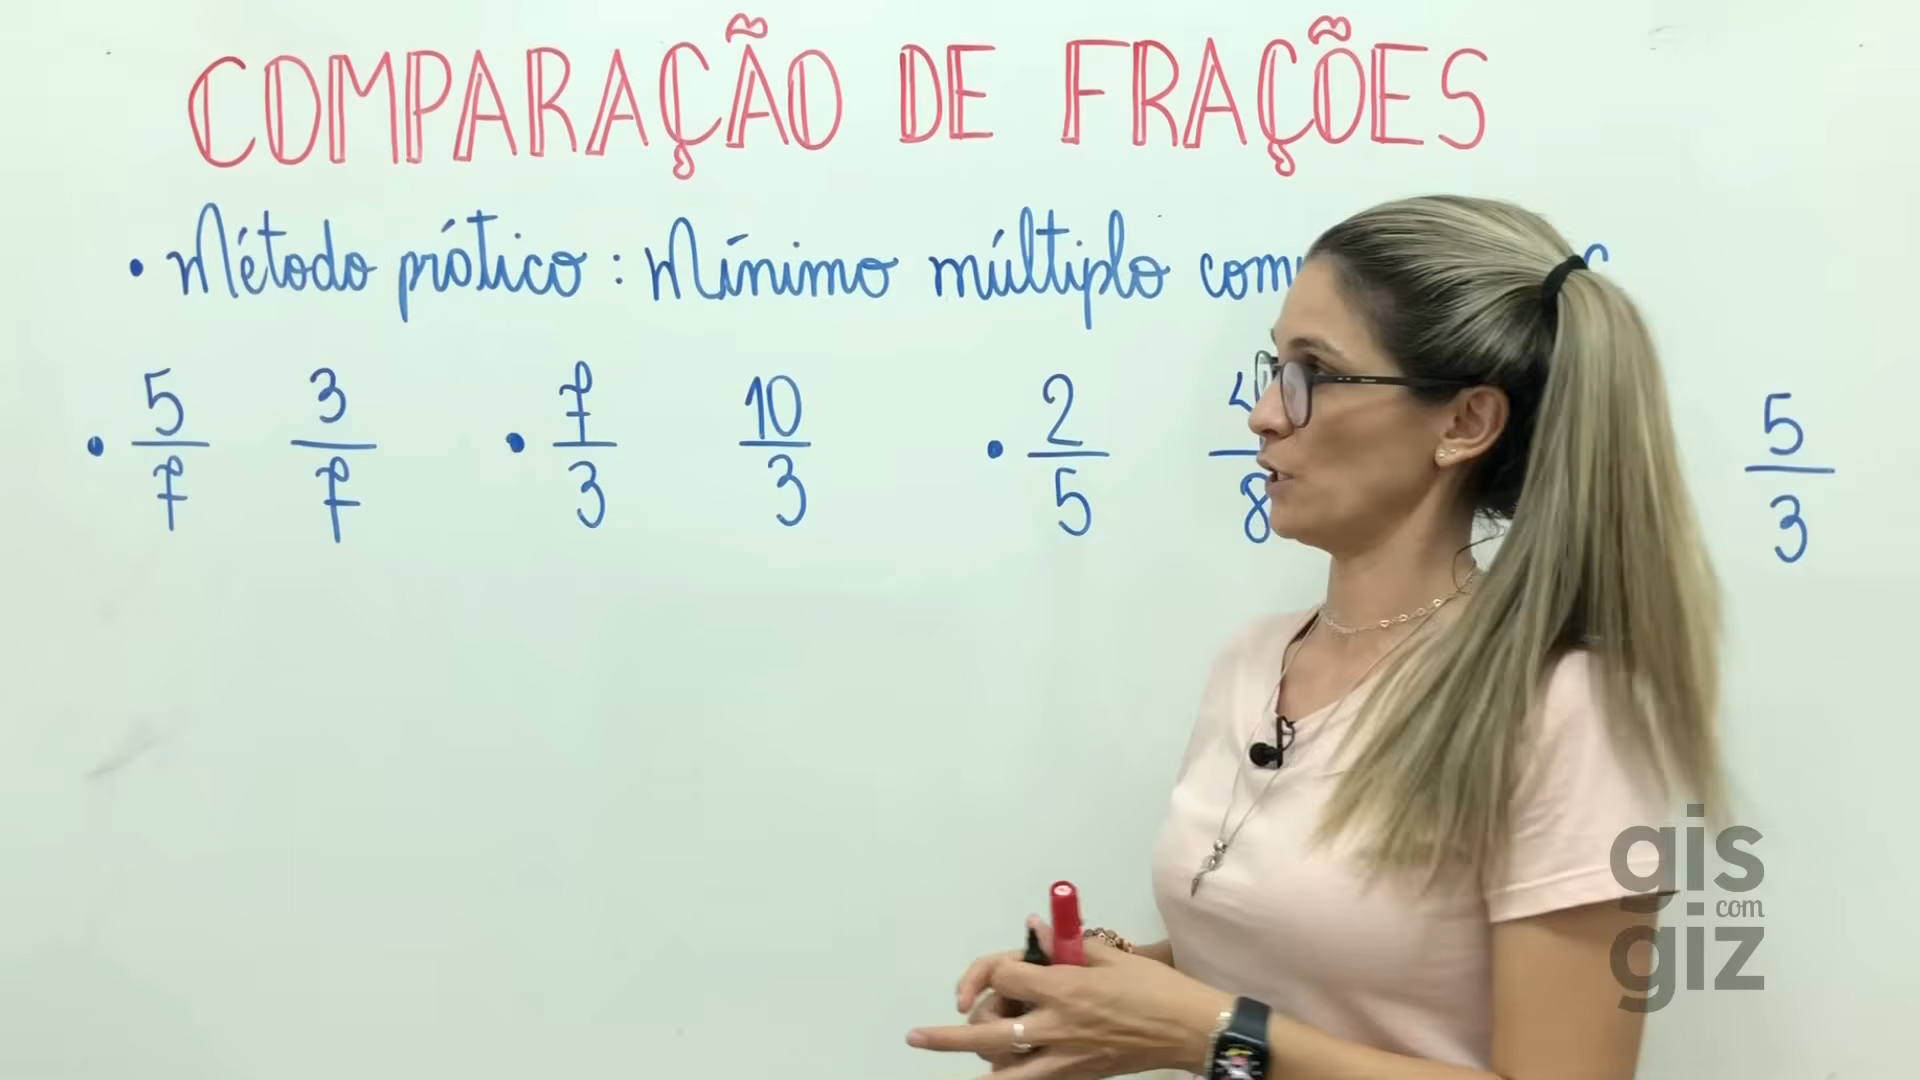 COMPARAÇÃO DE FRAÇÕES
• Método prático : Mínimo múltiplo
• 5/7 3/7 • 7/3 10/3 • 2/5 5/3
gis
com
giz